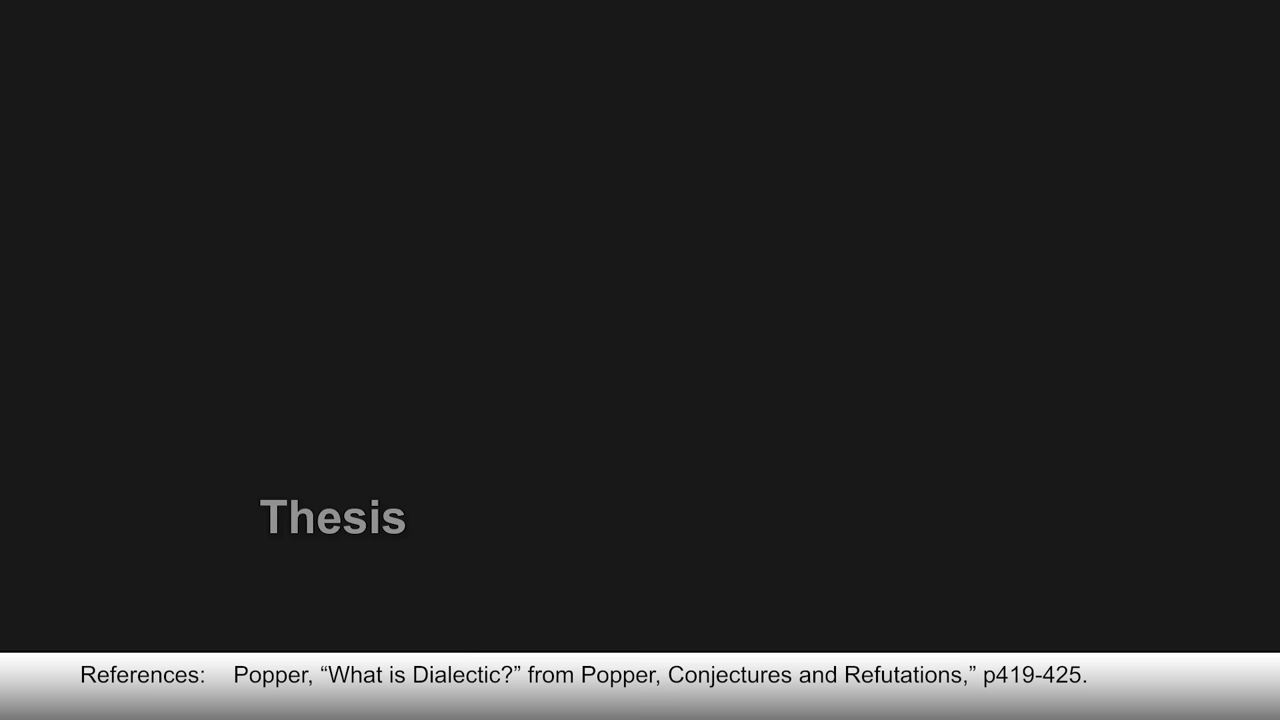 Thesis
References: Popper, “What is Dialectic?” from Popper, Conjectures and Refutations,” p419-425.